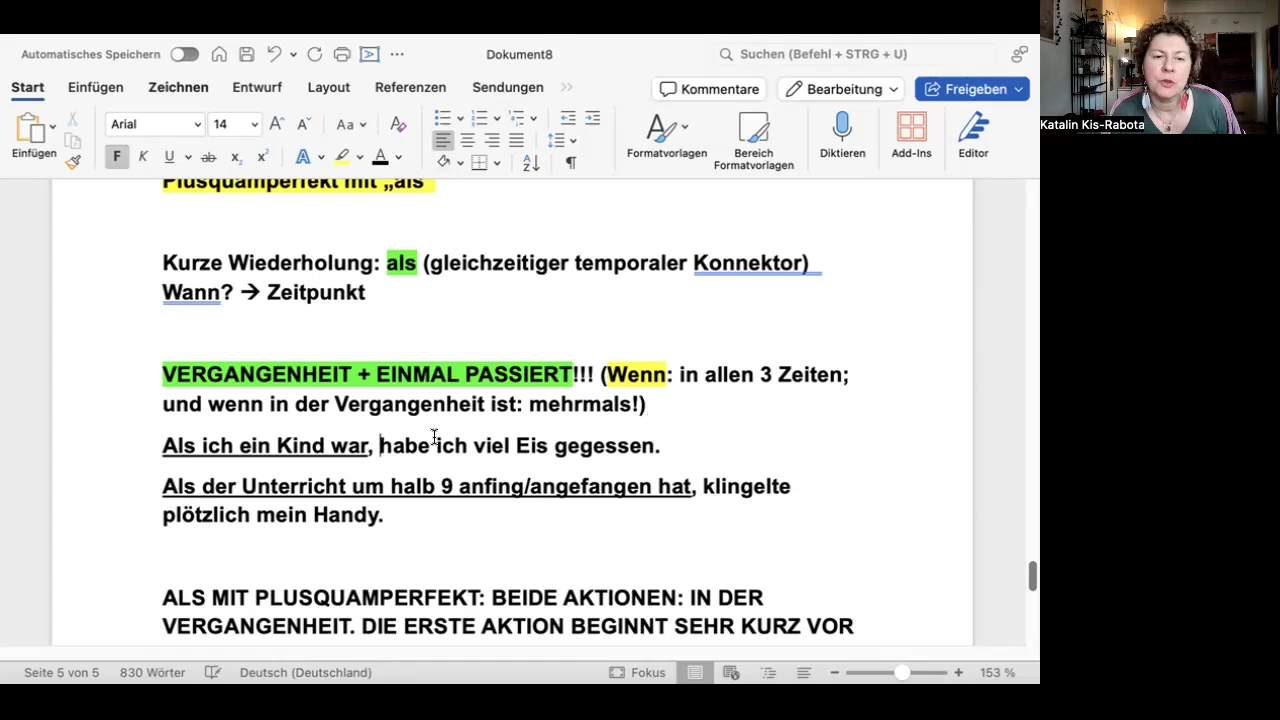 Automatisches Speichern
Dokument8
Suchen (Befehl + STRG + U)
Start Einfügen Zeichnen Entwurf Layout Referenzen Sendungen
Kommentare Bearbeitung Freigeben
Einfügen
Arial 14
F K U ab x₂ x²
Aa
Formatvorlagen
Bereich Formatvorlagen
Diktieren
Add-Ins
Editor
Katalin Kis-Rabota
Plusquamperfekt mit „als“
Kurze Wiederholung: als (gleichzeitiger temporaler Konnektor)
Wann? → Zeitpunkt
VERGANGENHEIT + EINMAL PASSIERT!!! (Wenn: in allen 3 Zeiten;
und wenn in der Vergangenheit ist: mehrmals!)
Als ich ein Kind war, habe ich viel Eis gegessen.
Als der Unterricht um halb 9 anfing/angefangen hat, klingelte
plötzlich mein Handy.
ALS MIT PLUSQUAMPERFEKT: BEIDE AKTIONEN: IN DER
VERGANGENHEIT. DIE ERSTE AKTION BEGINNT SEHR KURZ VOR
Seite 5 von 5 830 Wörter Deutsch (Deutschland) Fokus 153 %